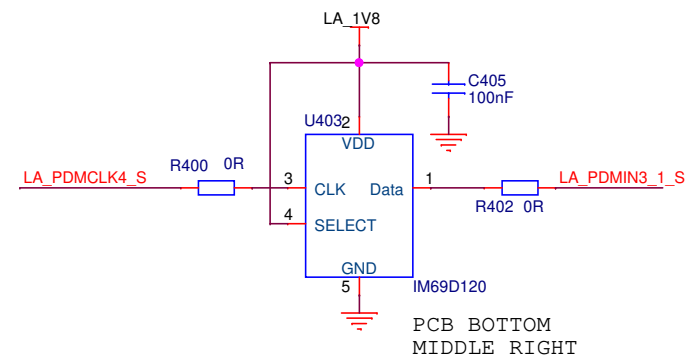 LA_1V8
C405
100nF
U403
2
VDD
R400 0R
LA_PDMCLK4_S
3
CLK
Data
1
LA_PDMIN3_1_S
R402 0R
4
SELECT
GND
5
IM69D120
PCB BOTTOM
MIDDLE RIGHT